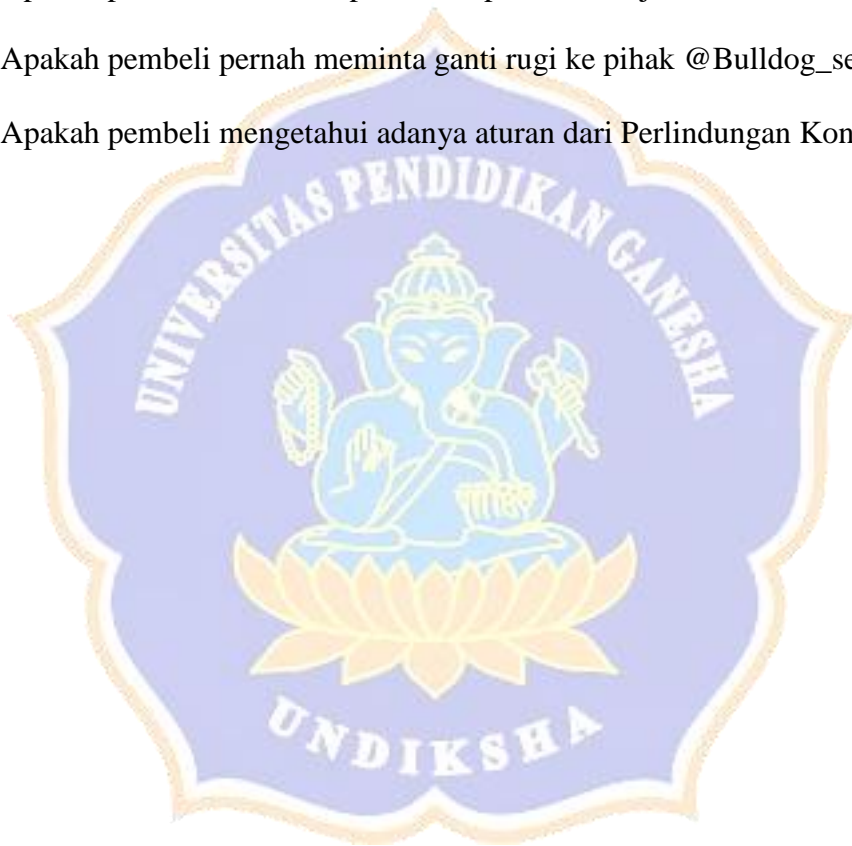 Apakah pembeli pernah meminta ganti rugi ke pihak @Bulldog_se
Apakah pembeli mengetahui adanya aturan dari Perlindungan Kon
UNIVERSITAS PENDIDIKAN GANESHA
UNDIKSHA